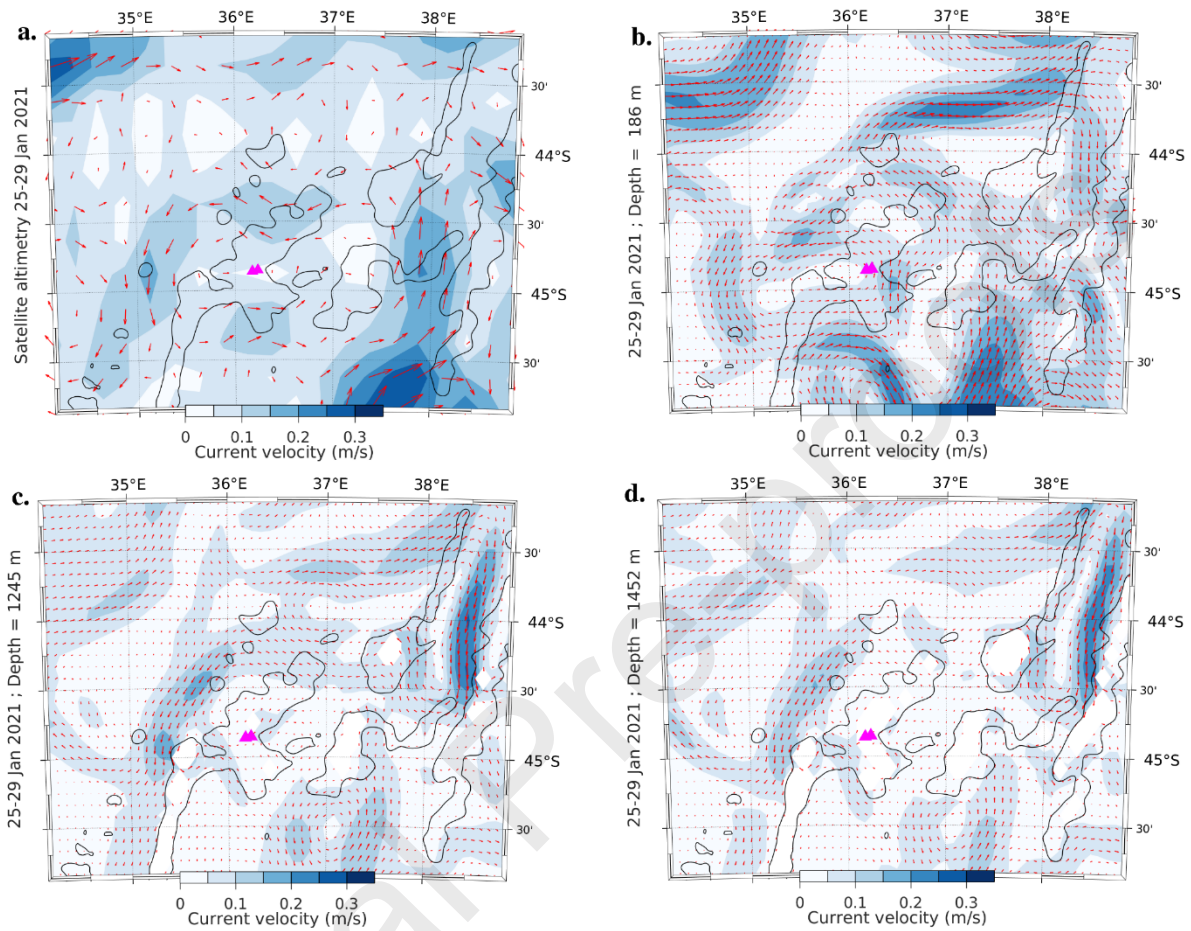 a.
35°E 36°E 37°E 38°E
Satellite altimetry 25-29 Jan 2021
30'
44°S
30'
45°S
30'
0 0.1 0.2 0.3
Current velocity (m/s)
b.
35°E 36°E 37°E 38°E
25-29 Jan 2021 ; Depth = 186 m
30'
44°S
30'
45°S
30'
0 0.1 0.2 0.3
Current velocity (m/s)
c.
35°E 36°E 37°E 38°E
25-29 Jan 2021 ; Depth = 1245 m
30'
44°S
30'
45°S
30'
0 0.2 0.3
Current velocity (m/s)
d.
35°E 36°E 37°E 38°E
25-29 Jan 2021 ; Depth = 1452 m
30'
44°S
30'
45°S
30'
0 0.1 0.2 0.3
Current velocity (m/s)
al Pre-proo